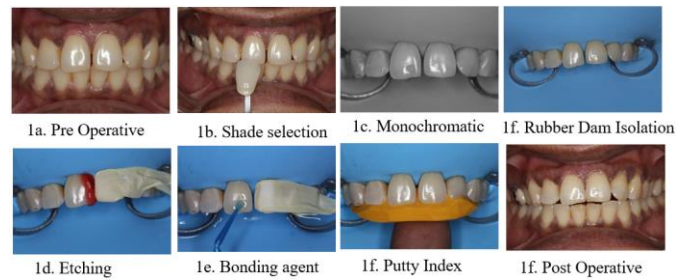 1a. Pre Operative
1b. Shade selection
1c. Monochromatic
1f. Rubber Dam Isolation
1d. Etching
1e. Bonding agent
1f. Putty Index
1f. Post Operative